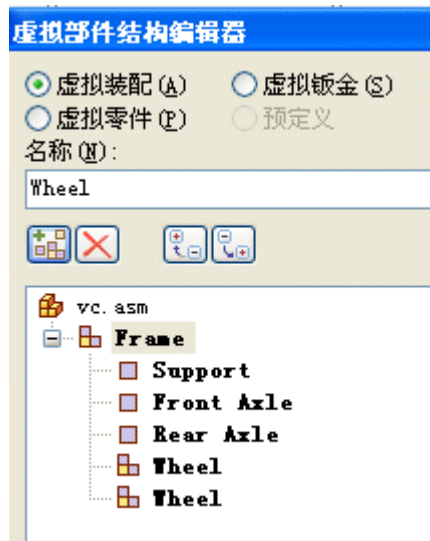 虚拟部件结构编辑器
虚拟装配(A) 虚拟钣金(S)
虚拟零件(P) 预定义
名称(N):
Wheel
vc.asm
Frame
Support
Front Axle
Rear Axle
Wheel
Wheel